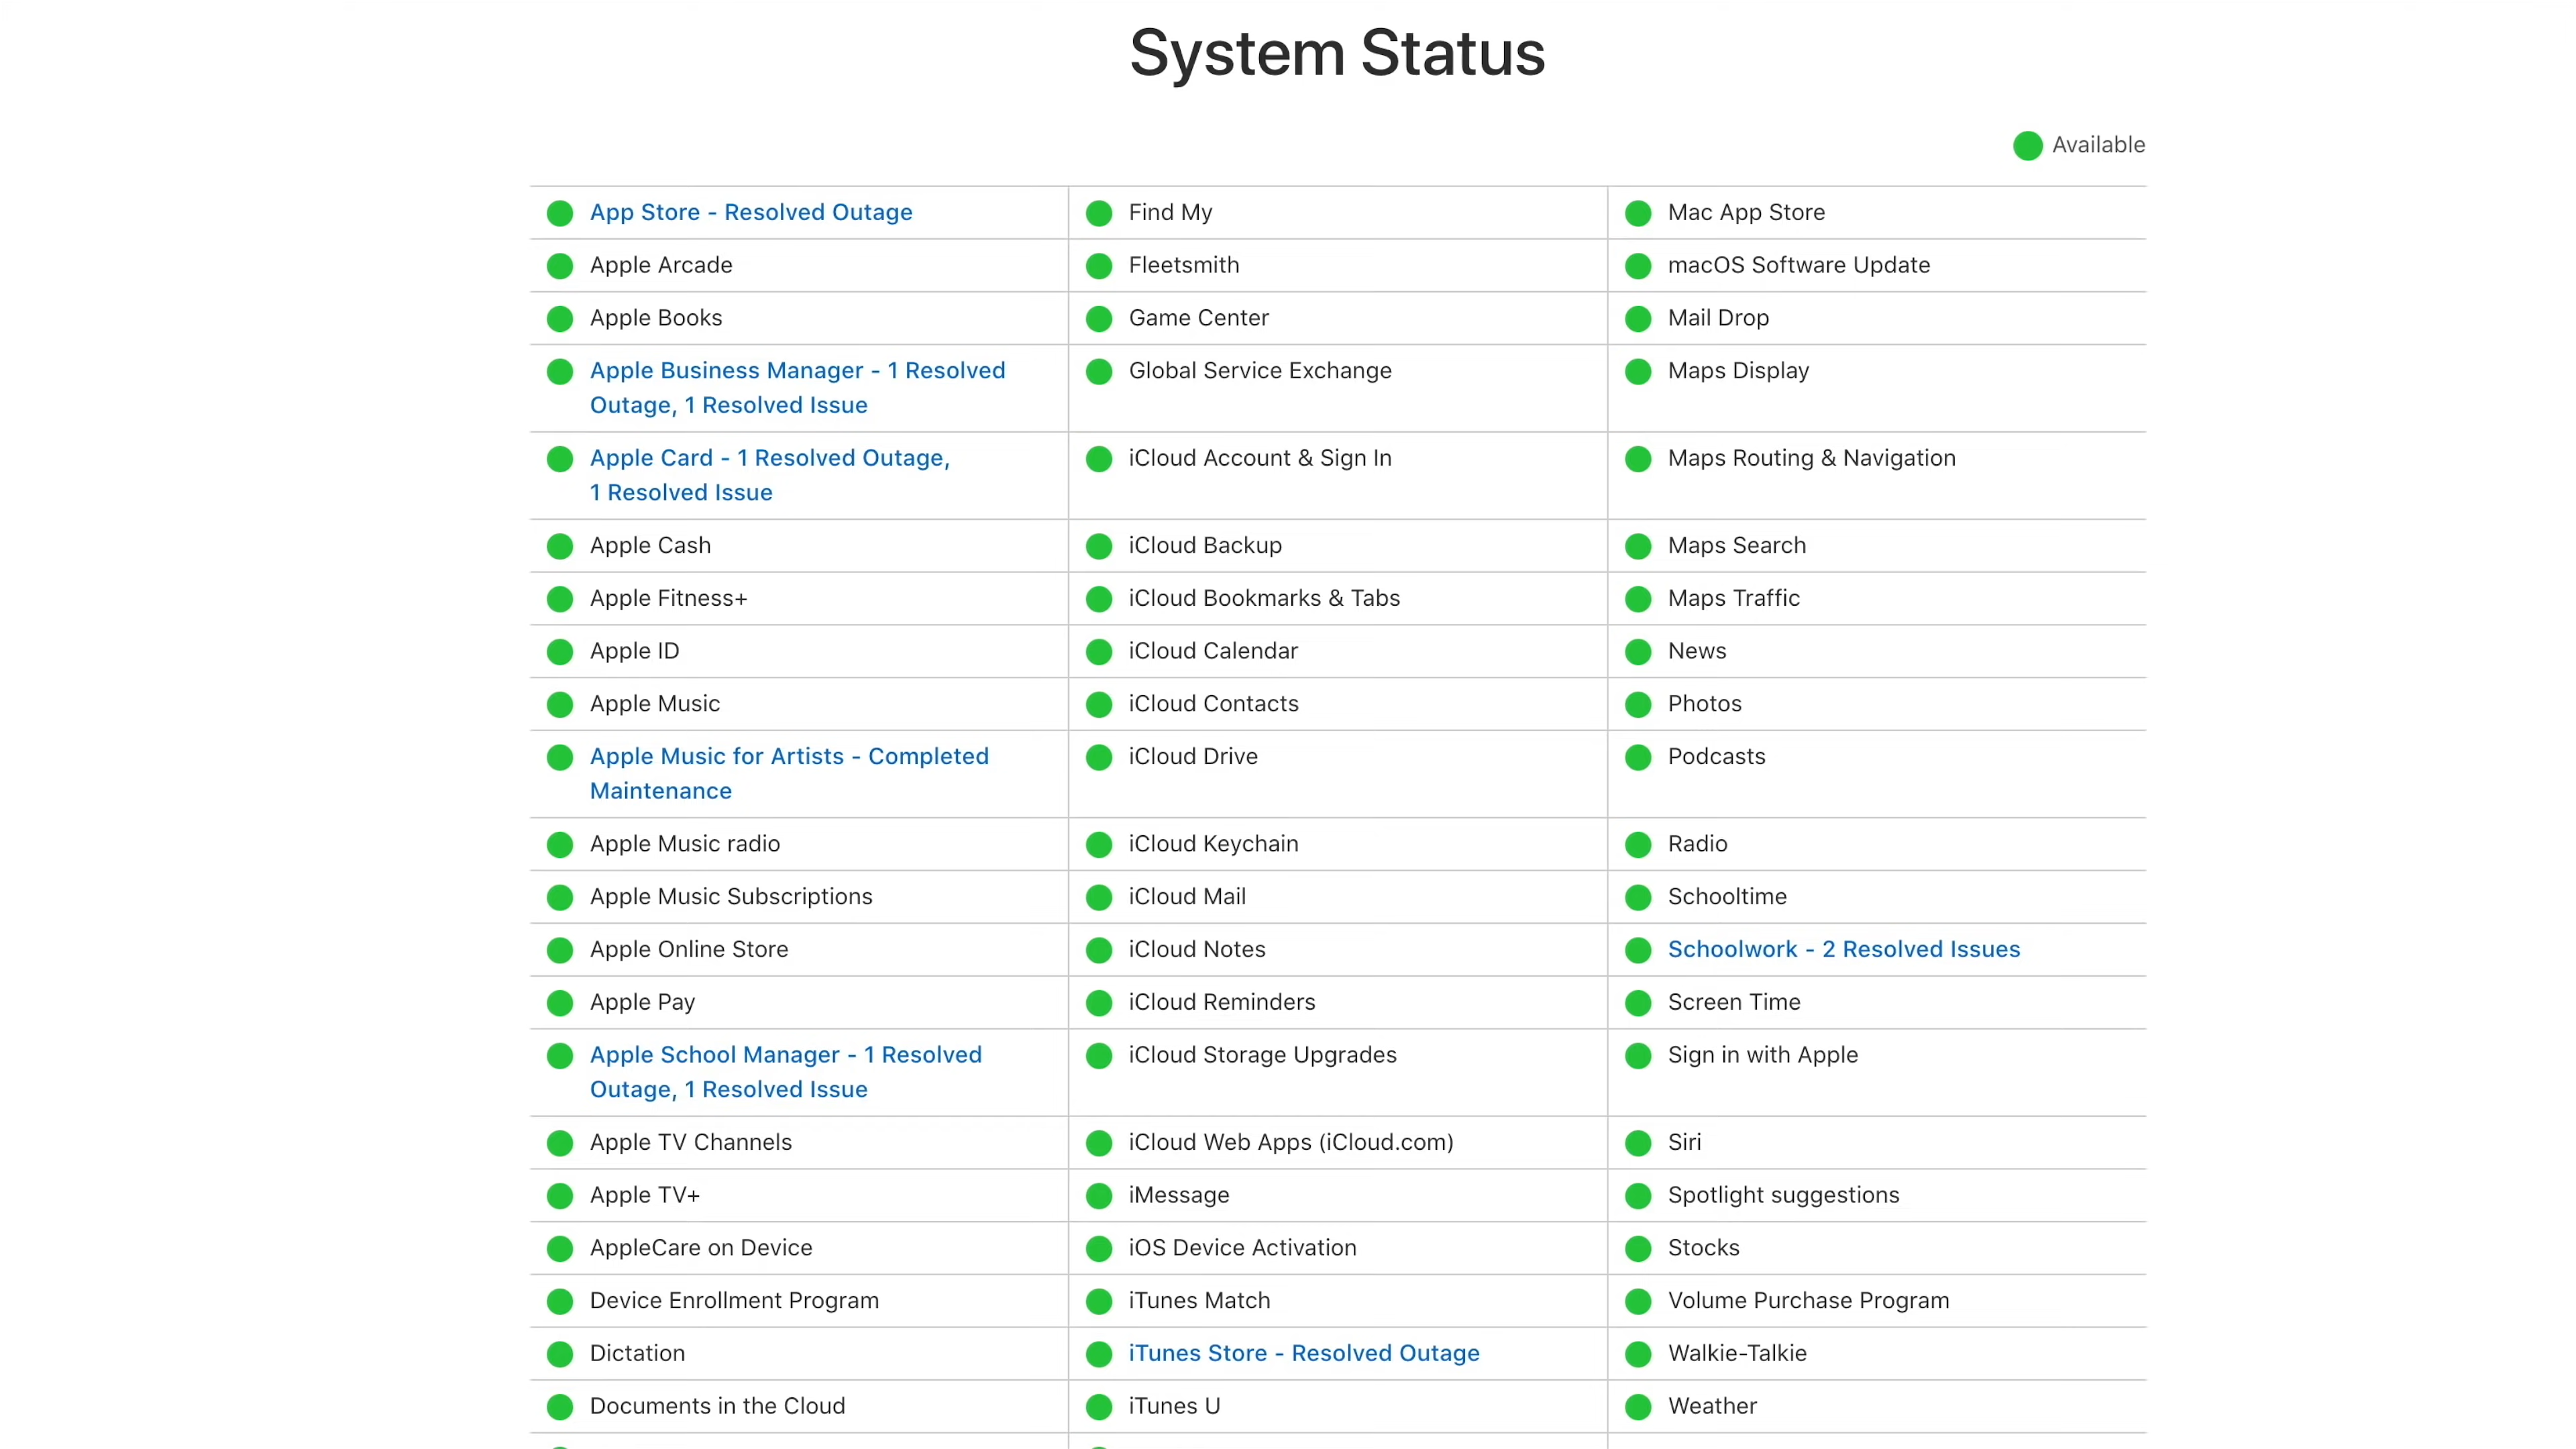 System Status
Available
App Store - Resolved Outage
Find My
Mac App Store
Apple Arcade
Fleetsmith
macOS Software Update
Apple Books
Game Center
Mail Drop
Apple Business Manager - 1 Resolved
Outage, 1 Resolved Issue
Global Service Exchange
Maps Display
Apple Card - 1 Resolved Outage,
1 Resolved Issue
iCloud Account & Sign In
Maps Routing & Navigation
Apple Cash
iCloud Backup
Maps Search
Apple Fitness+
iCloud Bookmarks & Tabs
Maps Traffic
Apple ID
iCloud Calendar
News
Apple Music
iCloud Contacts
Photos
Apple Music for Artists - Completed
Maintenance
iCloud Drive
Podcasts
Apple Music radio
iCloud Keychain
Radio
Apple Music Subscriptions
iCloud Mail
Schooltime
Apple Online Store
iCloud Notes
Schoolwork - 2 Resolved Issues
Apple Pay
iCloud Reminders
Screen Time
Apple School Manager - 1 Resolved
Outage, 1 Resolved Issue
iCloud Storage Upgrades
Sign in with Apple
Apple TV Channels
iCloud Web Apps (iCloud.com)
Siri
Apple TV+
iMessage
Spotlight suggestions
AppleCare on Device
iOS Device Activation
Stocks
Device Enrollment Program
iTunes Match
Volume Purchase Program
Dictation
iTunes Store - Resolved Outage
Walkie-Talkie
Documents in the Cloud
iTunes U
Weather